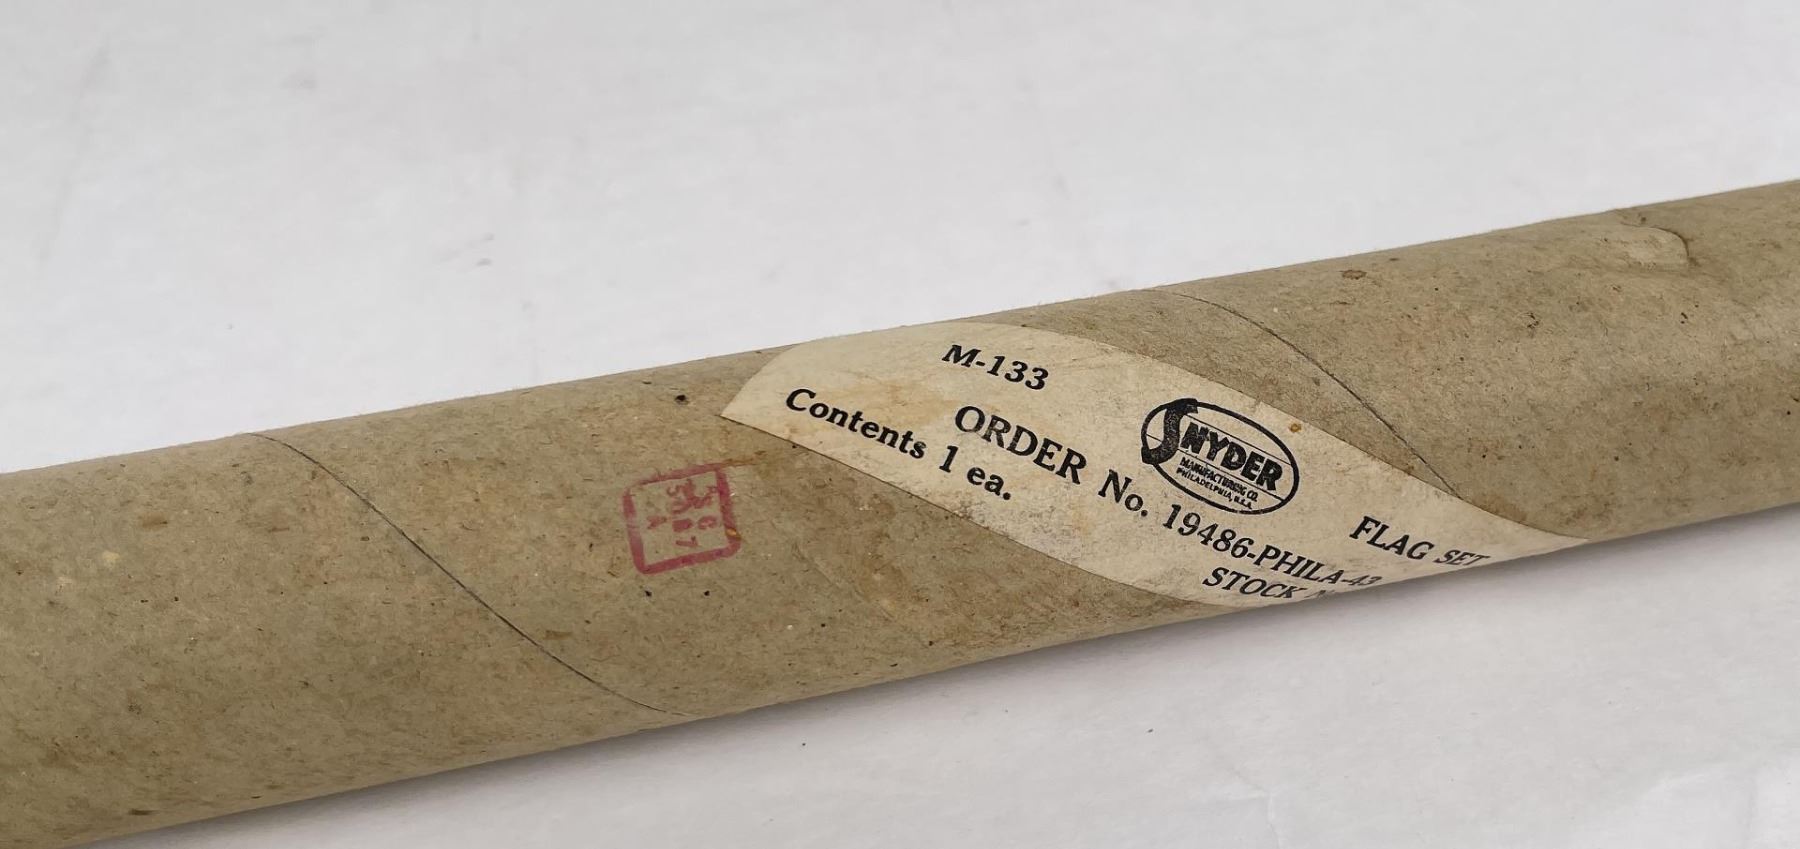 M-133
SNYDER
MANUFACTURING CO.
PHILADELPHIA, U.S.A.
FLAG SET
ORDER No. 19486-PHILA-43
Contents 1 ea.
STOCK